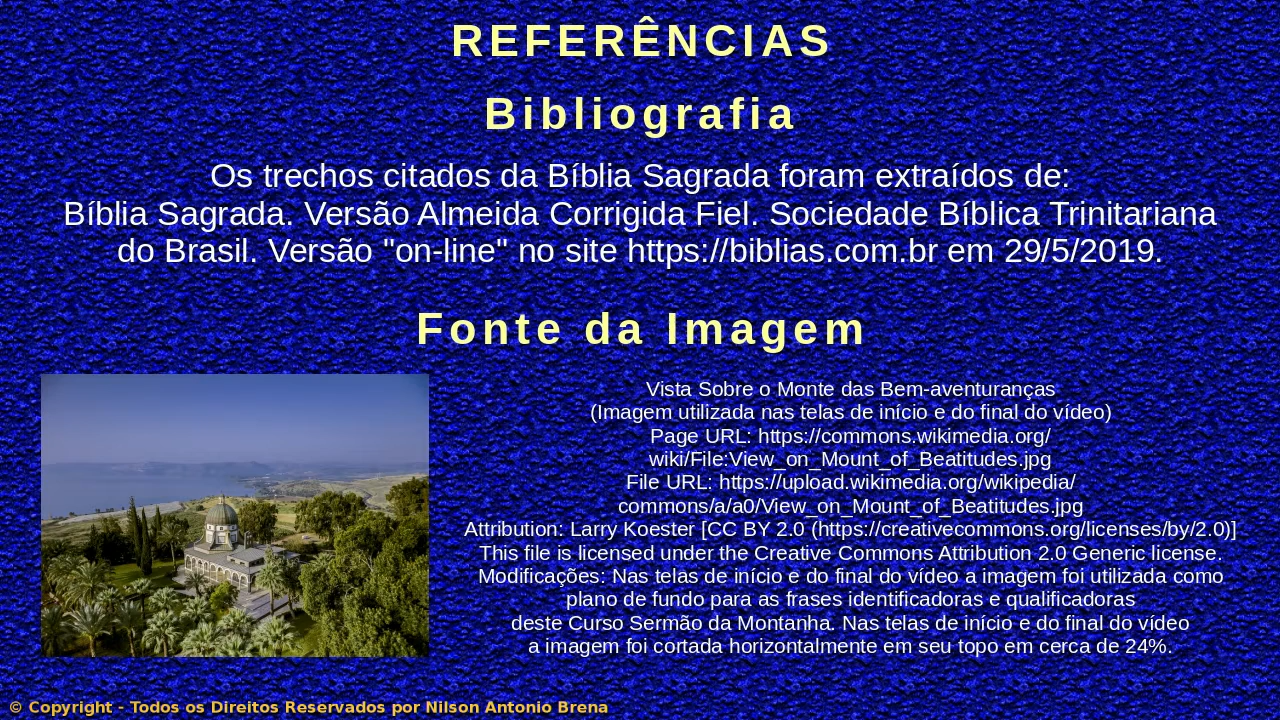 REFERÊNCIAS
Bibliografia
Os trechos citados da Bíblia Sagrada foram extraídos de:
Bíblia Sagrada. Versão Almeida Corrigida Fiel. Sociedade Bíblica Trinitariana
do Brasil. Versão "on-line" no site https://biblias.com.br em 29/5/2019.
Fonte da Imagem
Vista Sobre o Monte das Bem-aventuranças
(Imagem utilizada nas telas de início e do final do vídeo)
Page URL: https://commons.wikimedia.org/
wiki/File:View_on_Mount_of_Beatitudes.jpg
File URL: https://upload.wikimedia.org/wikipedia/
commons/a/a0/View_on_Mount_of_Beatitudes.jpg
Attribution: Larry Koester [CC BY 2.0 (https://creativecommons.org/licenses/by/2.0)]
This file is licensed under the Creative Commons Attribution 2.0 Generic license.
Modificações: Nas telas de início e do final do vídeo a imagem foi utilizada como
plano de fundo para as frases identificadoras e qualificadoras
deste Curso Sermão da Montanha. Nas telas de início e do final do vídeo
a imagem foi cortada horizontalmente em seu topo em cerca de 24%.
© Copyright - Todos os Direitos Reservados por Nilson Antonio Brena